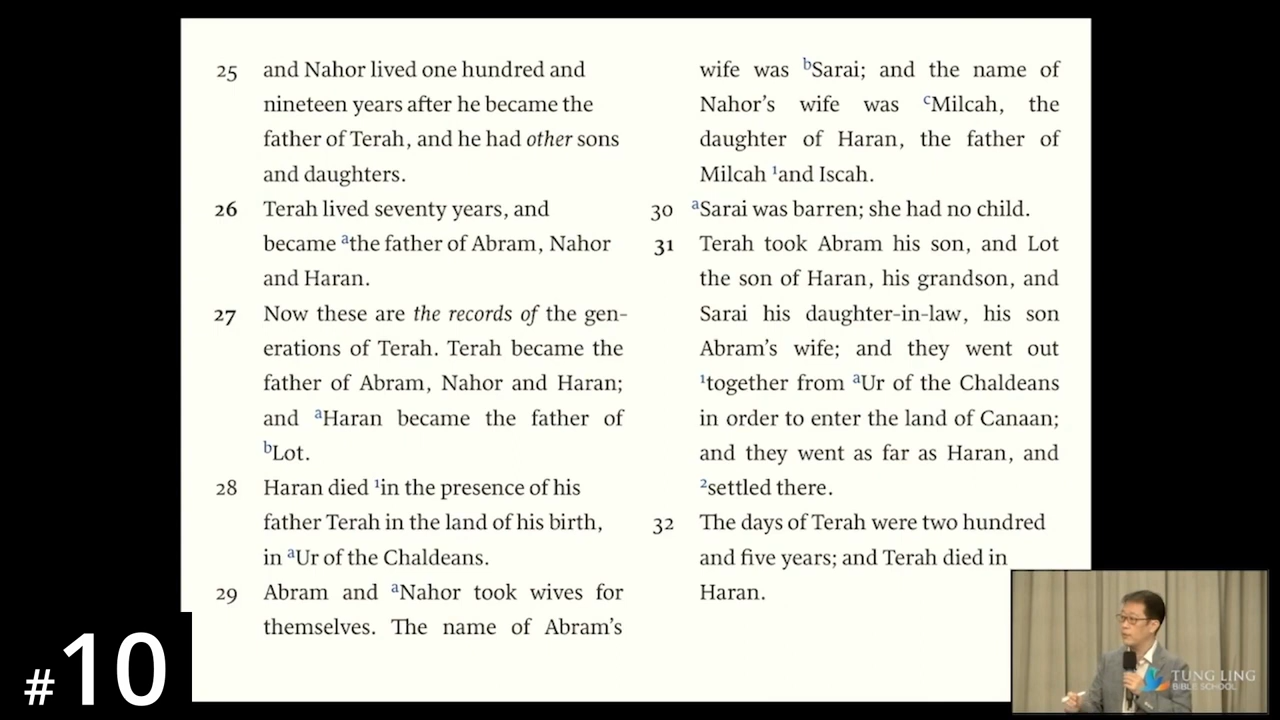 25 and Nahor lived one hundred and
nineteen years after he became the
father of Terah, and he had other sons
and daughters.
26 Terah lived seventy years, and
became ᵃthe father of Abram, Nahor
and Haran.
27 Now these are the records of the gen-
erations of Terah. Terah became the
father of Abram, Nahor and Haran;
and ᵃHaran became the father of
ᵇLot.
28 Haran died ¹in the presence of his
father Terah in the land of his birth,
in ᵃUr of the Chaldeans.
29 Abram and ᵃNahor took wives for
themselves. The name of Abram’s
wife was ᵇSarai; and the name of
Nahor’s wife was ᶜMilcah, the
daughter of Haran, the father of
Milcah ¹and Iscah.
30 ᵃSarai was barren; she had no child.
31 Terah took Abram his son, and Lot
the son of Haran, his grandson, and
Sarai his daughter-in-law, his son
Abram’s wife; and they went out
¹together from ᵃUr of the Chaldeans
in order to enter the land of Canaan;
and they went as far as Haran, and
²settled there.
32 The days of Terah were two hundred
and five years; and Terah died in
Haran.
#10
TUNG LING
BIBLE SCHOOL